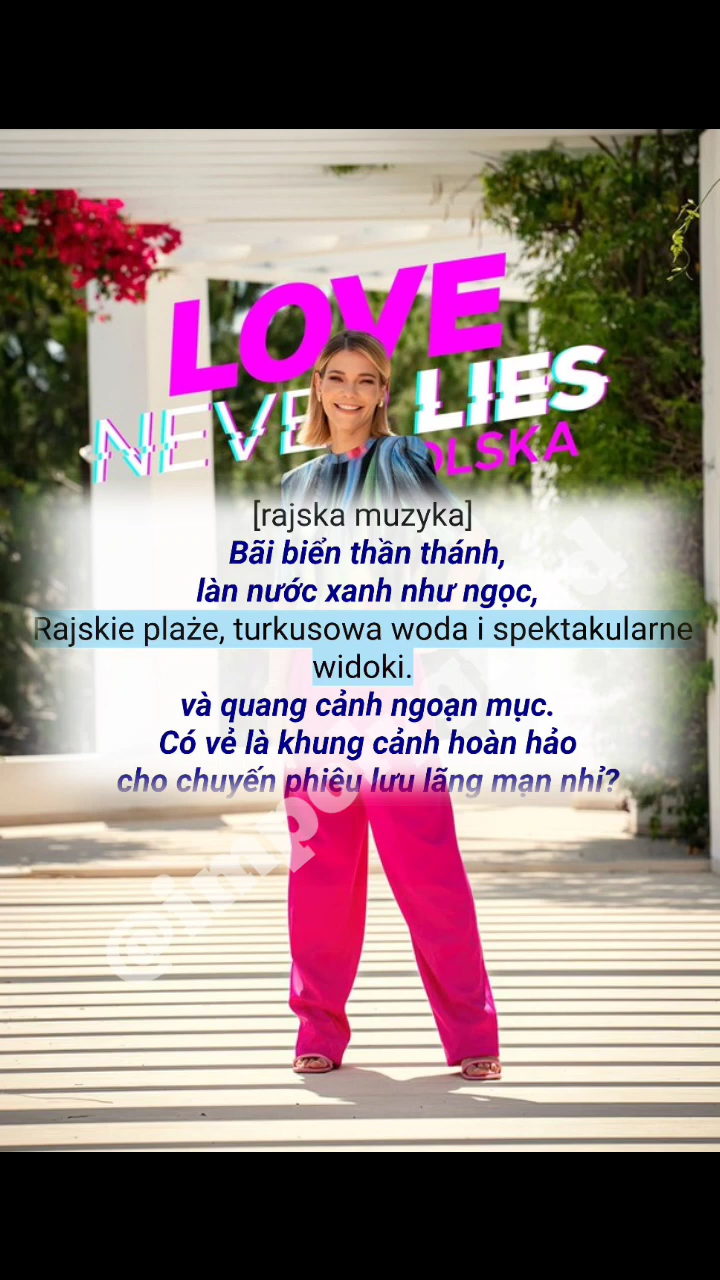 LOVE
NEVE LIES
OLSKA
[rajska muzyka]
Bãi biển thần thánh,
làn nước xanh như ngọc,
Rajskie plaże, turkusowa woda i spektakularne
widoki.
và quang cảnh ngoạn mục.
Có vẻ là khung cảnh hoàn hảo
cho chuyến phiêu lưu lãng mạn nhỉ?